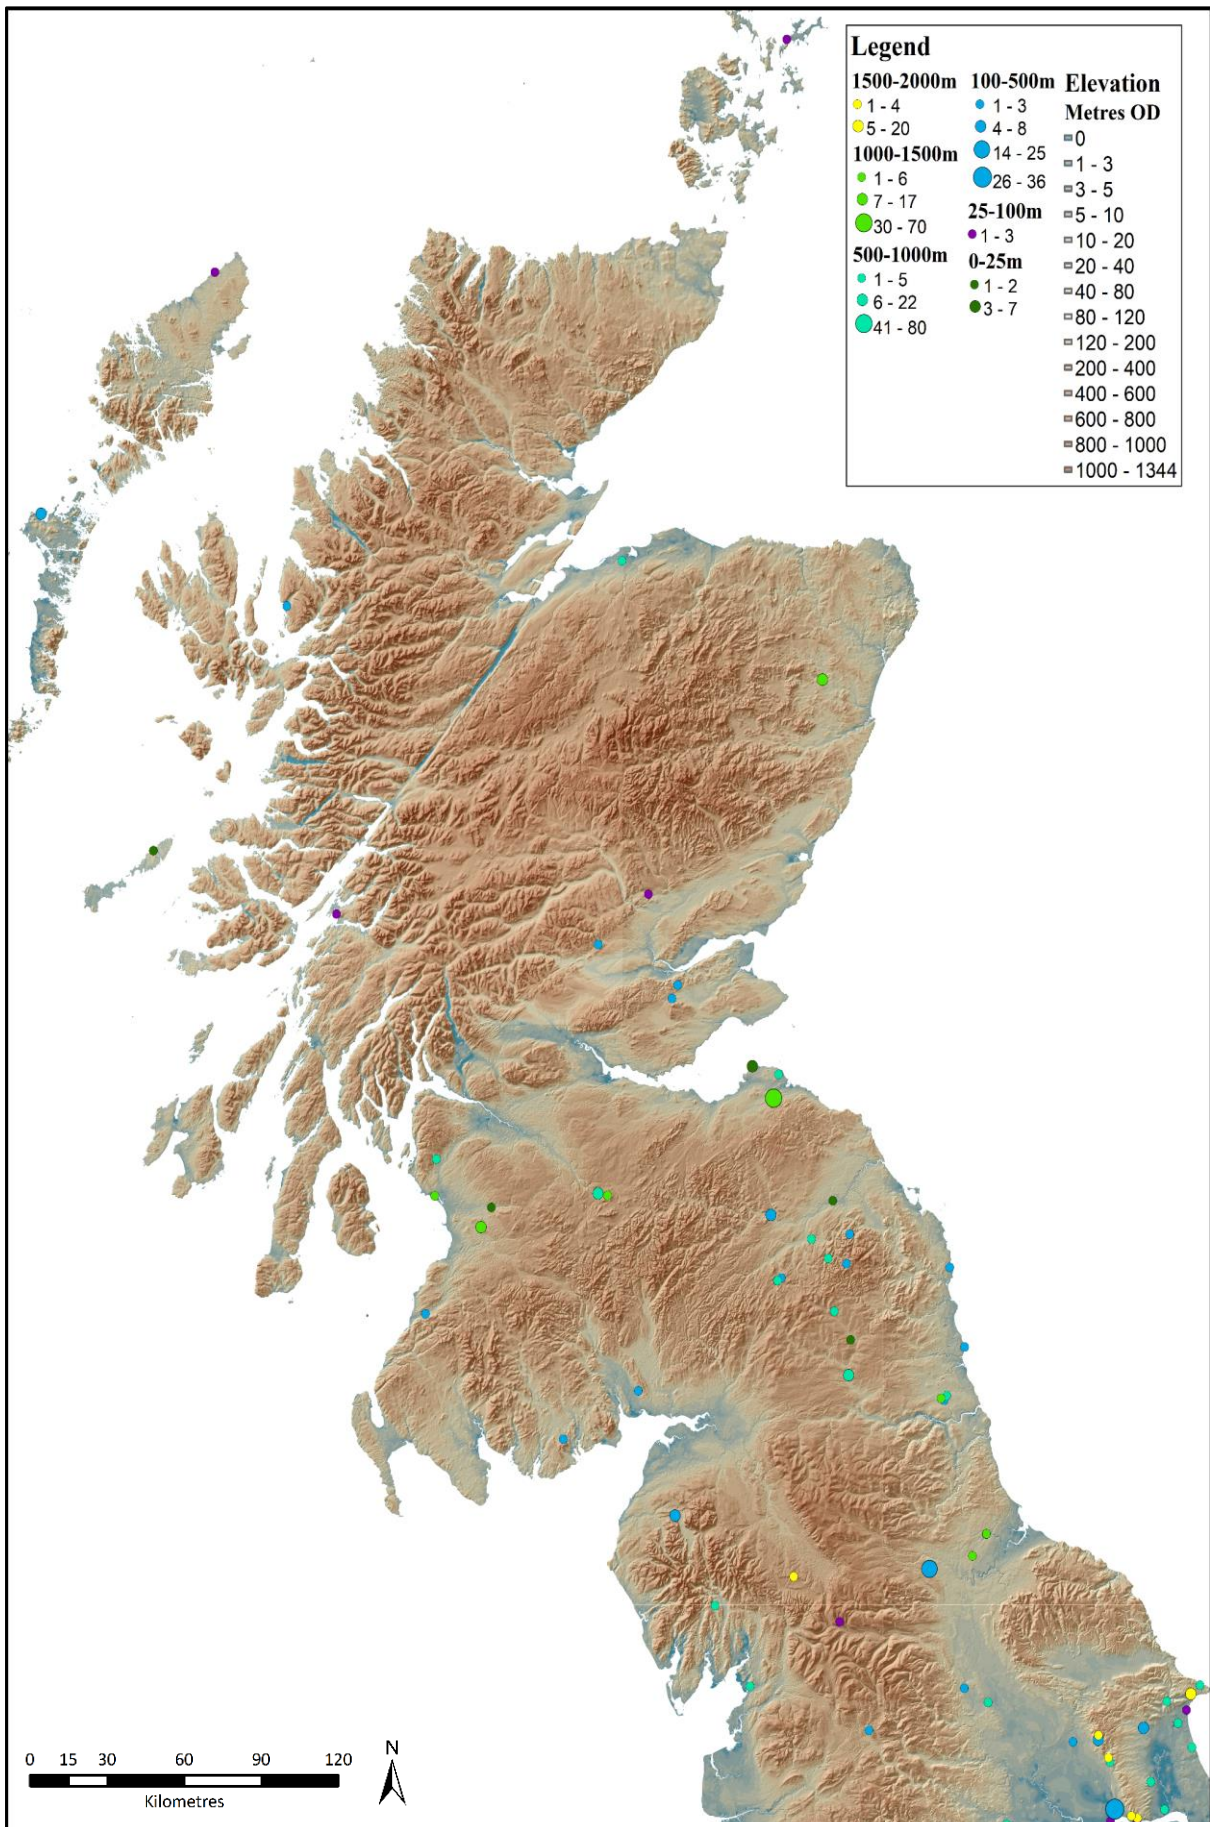 Legend
1500-2000m
1 - 4
5 - 20
1000-1500m
1 - 6
7 - 17
30 - 70
500-1000m
1 - 5
6 - 22
41 - 80
100-500m
1 - 3
4 - 8
14 - 25
26 - 36
25-100m
1 - 3
0-25m
1 - 2
3 - 7
Elevation
Metres OD
0
1 - 3
3 - 5
5 - 10
10 - 20
20 - 40
40 - 80
80 - 120
120 - 200
200 - 400
400 - 600
600 - 800
800 - 1000
1000 - 1344
0 15 30 60 90 120
Kilometres
N